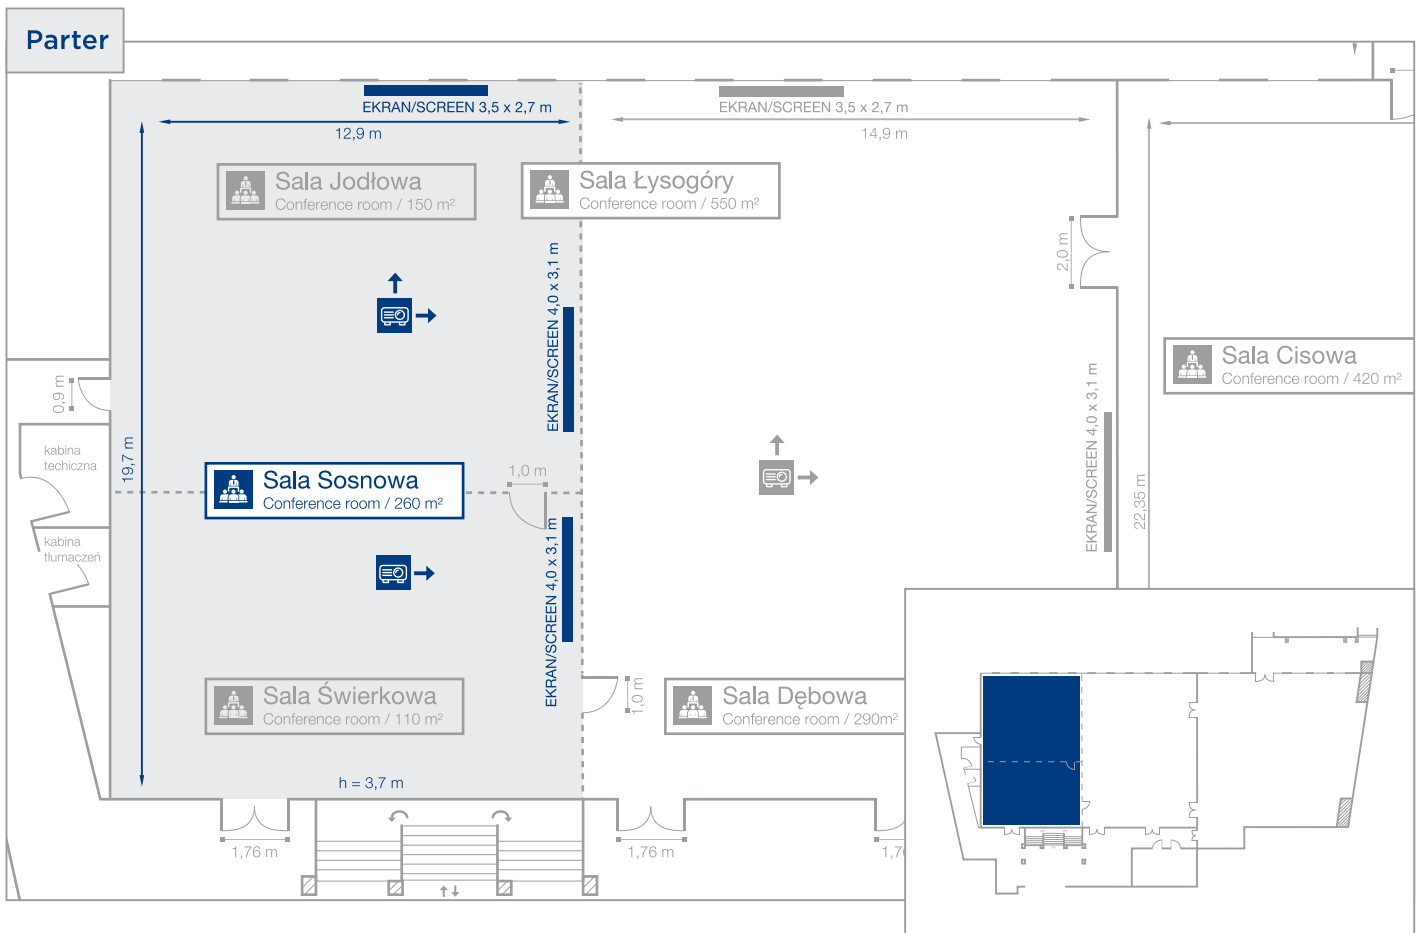 Parter
EKRAN/SCREEN 3,5 x 2,7 m
EKRAN/SCREEN 3,5 x 2,7 m
12,9 m
14,9 m
Sala Jodłowa
Conference room / 150 m²
Sala Łysogóry
Conference room / 550 m²
2,0 m
EKRAN/SCREEN 4,0 x 3,1 m
Sala Cisowa
Conference room / 420 m²
0,9 m
EKRAN/SCREEN 4,0 x 3,1 m
kabina
techiczna
19,7 m
Sala Sosnowa
Conference room / 260 m²
1,0 m
22,35 m
kabina
tłumaczeń
EKRAN/SCREEN 4,0 x 3,1 m
Sala Świerkowa
Conference room / 110 m²
1,0 m
Sala Dębowa
Conference room / 290m²
h = 3,7 m
1,76 m
1,76 m